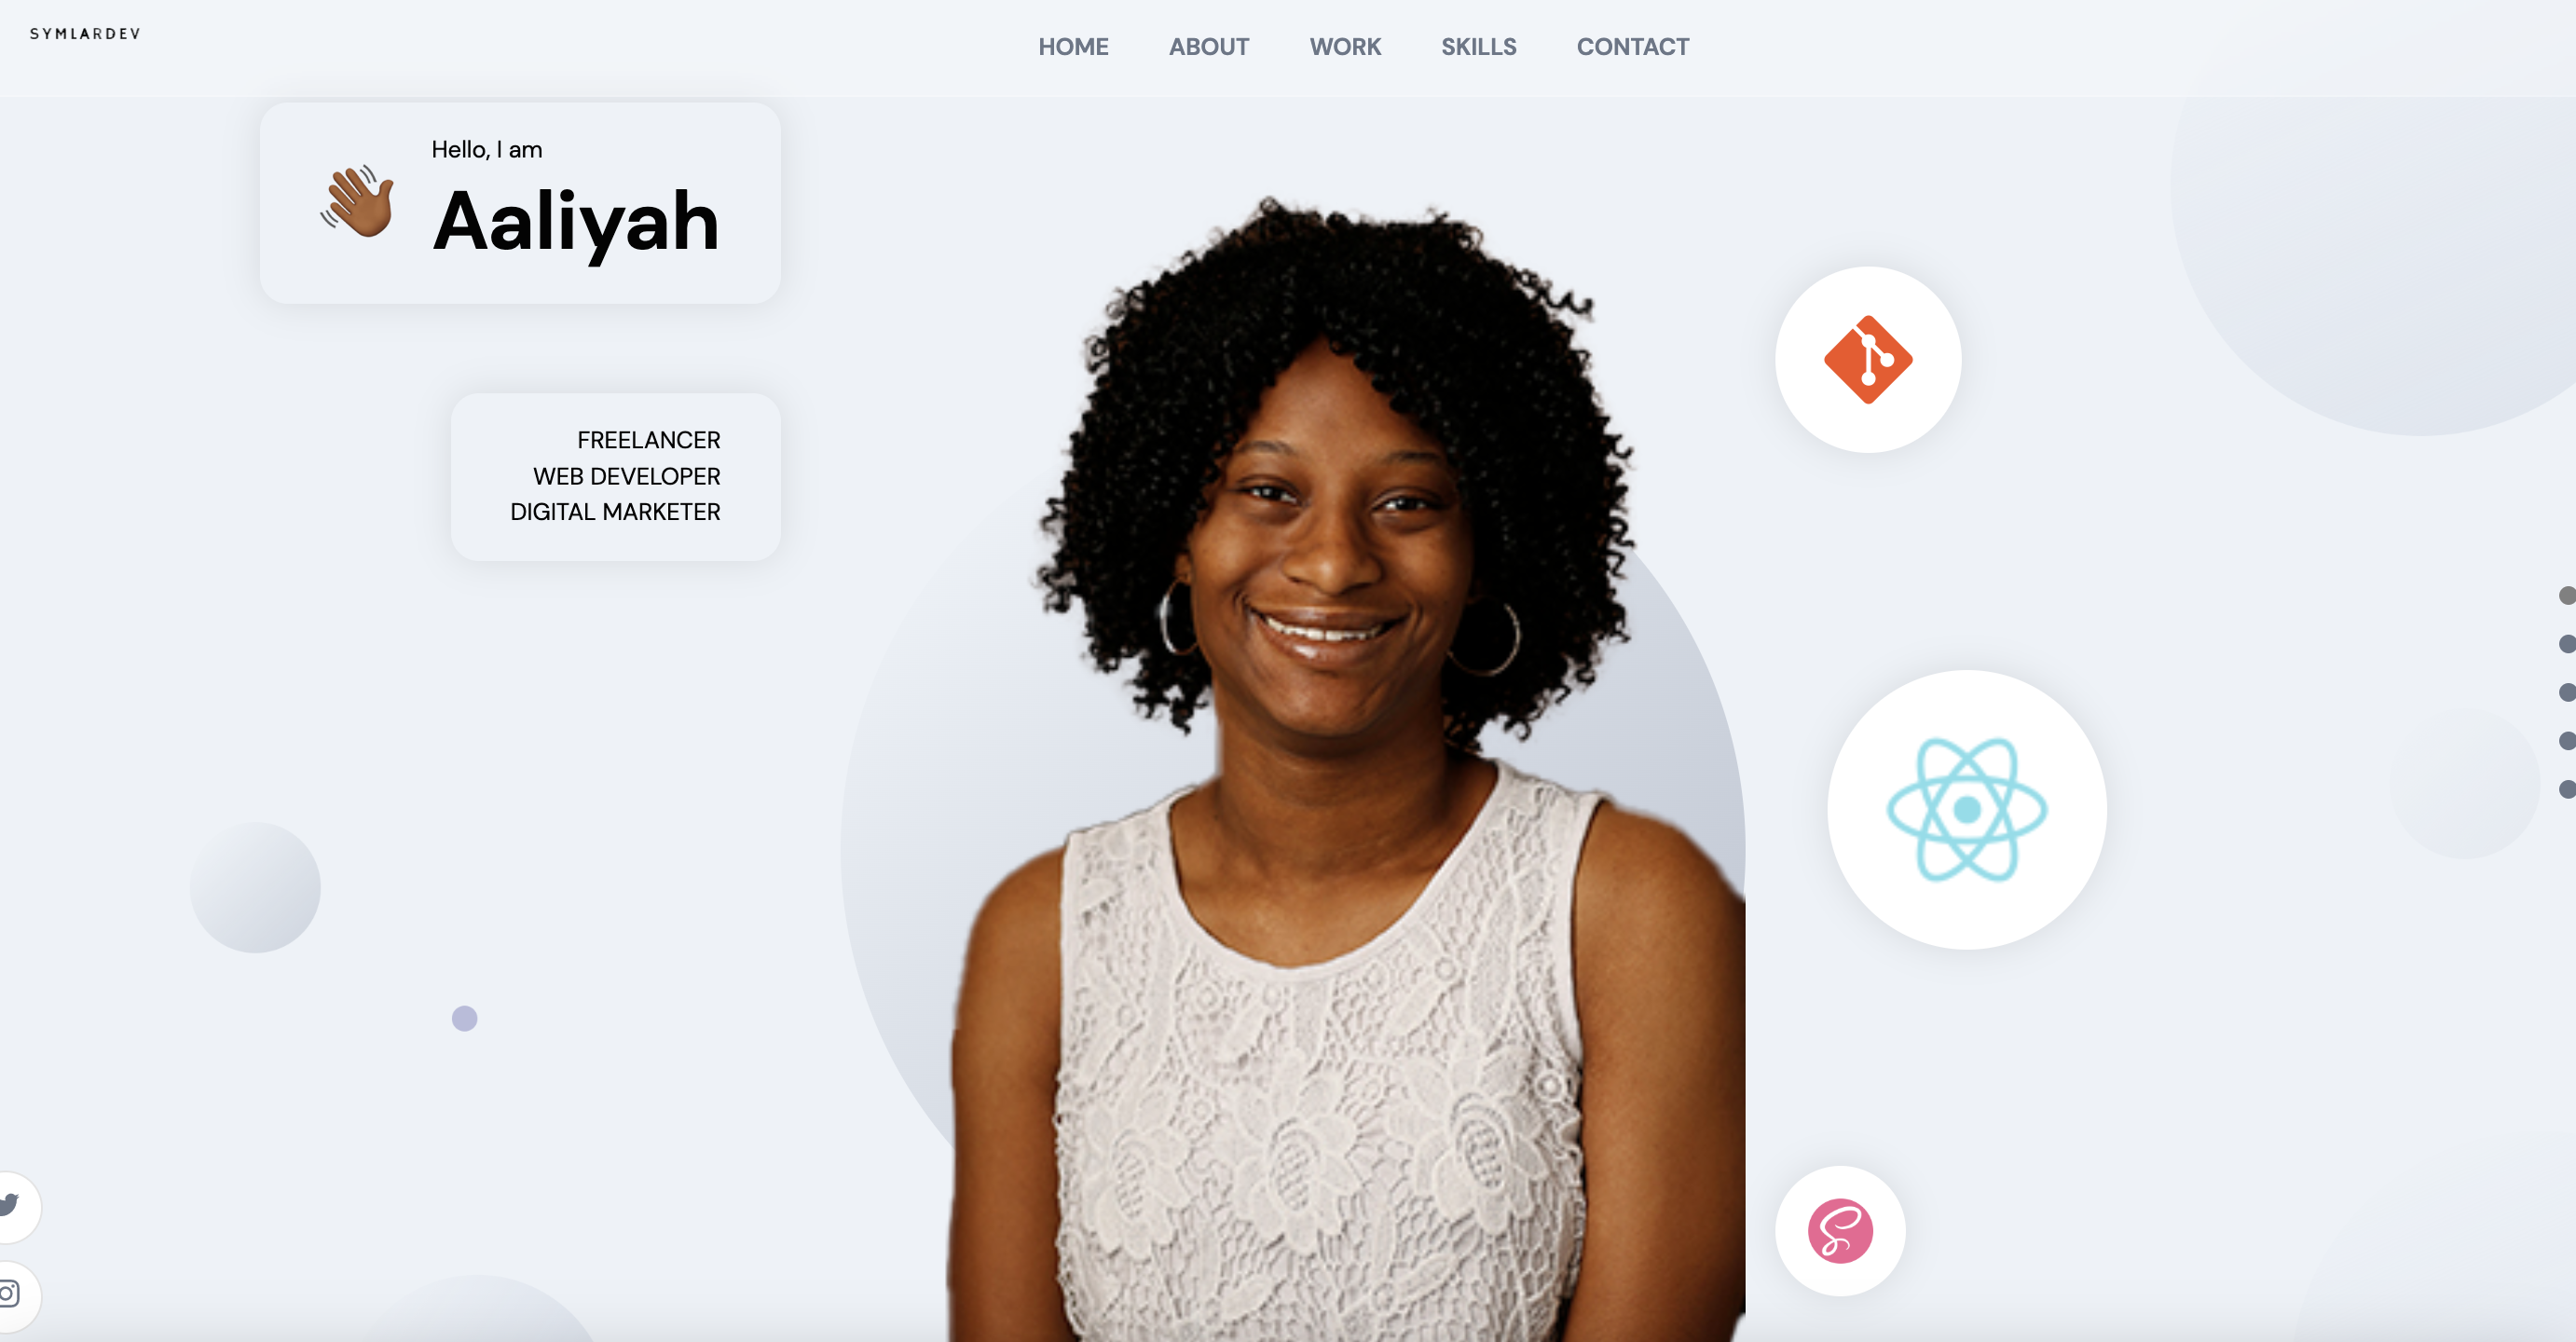 SYMLARDEV
HOME ABOUT WORK SKILLS CONTACT
Hello, I am
Aaliyah
FREELANCER
WEB DEVELOPER
DIGITAL MARKETER